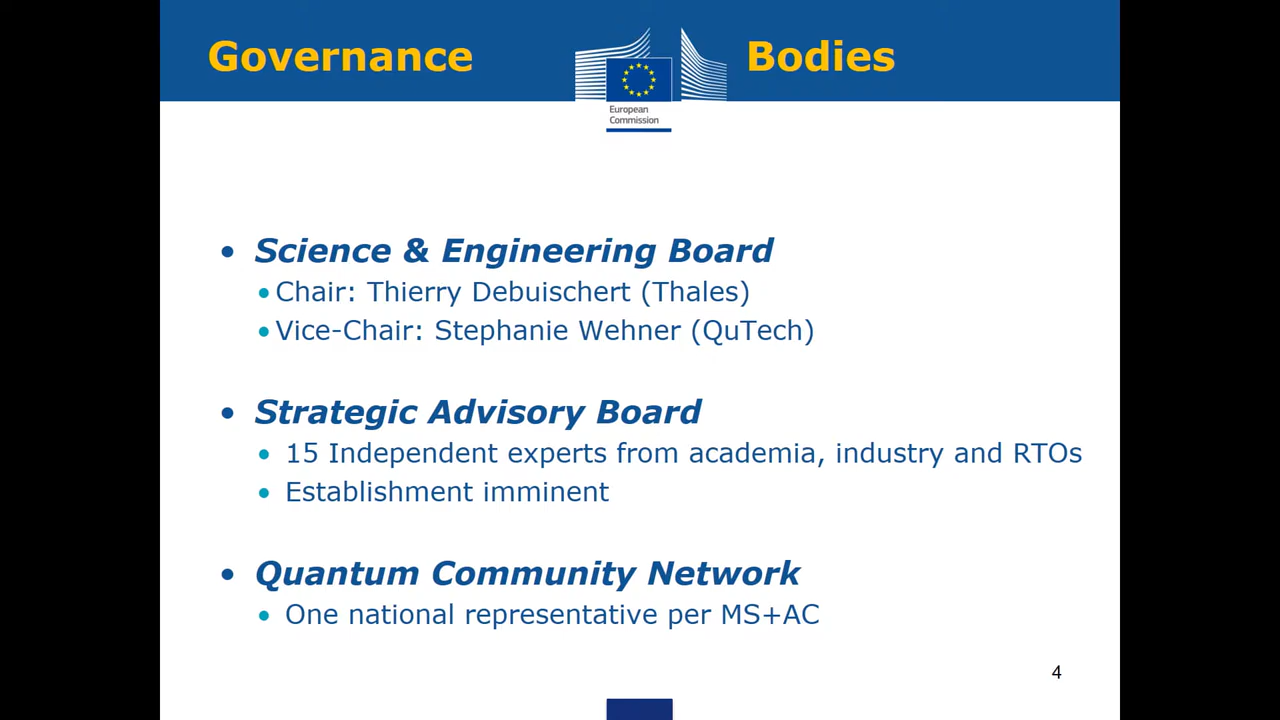 Governance Bodies
European
Commission
• Science & Engineering Board
• Chair: Thierry Debuischert (Thales)
• Vice-Chair: Stephanie Wehner (QuTech)
• Strategic Advisory Board
• 15 Independent experts from academia, industry and RTOs
• Establishment imminent
• Quantum Community Network
• One national representative per MS+AC
4